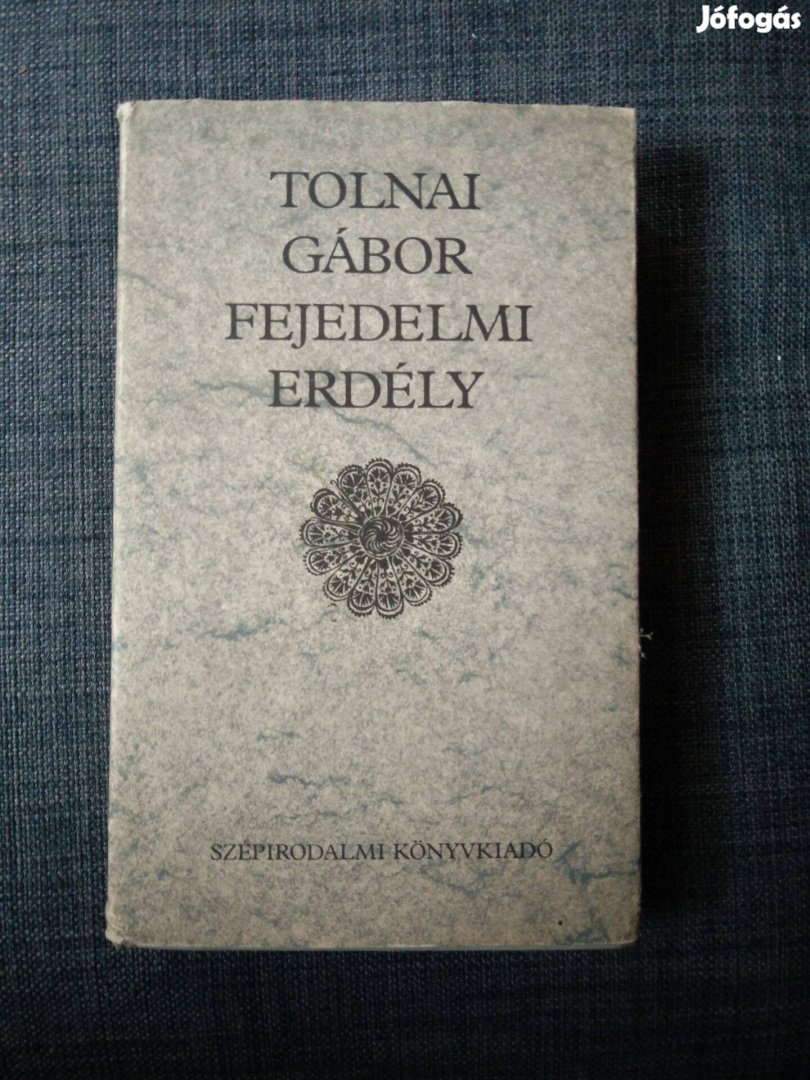 Jófogás
TOLNAI
GÁBOR
FEJEDELMI
ERDÉLY
SZÉPIRODALMI KÖNYVKIADÓ